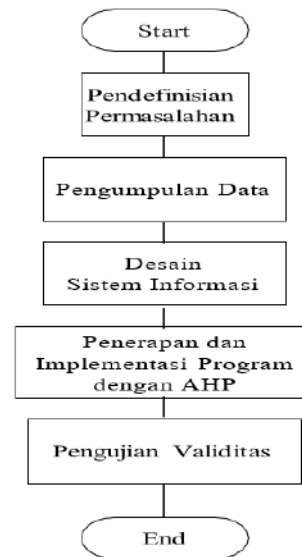 Start
Pendefinisian
Permasalahan
Pengumpulan Data
Desain
Sistem Informasi
Penerapan dan
Implementasi Program
dengan AHP
Pengujian Validitas
End